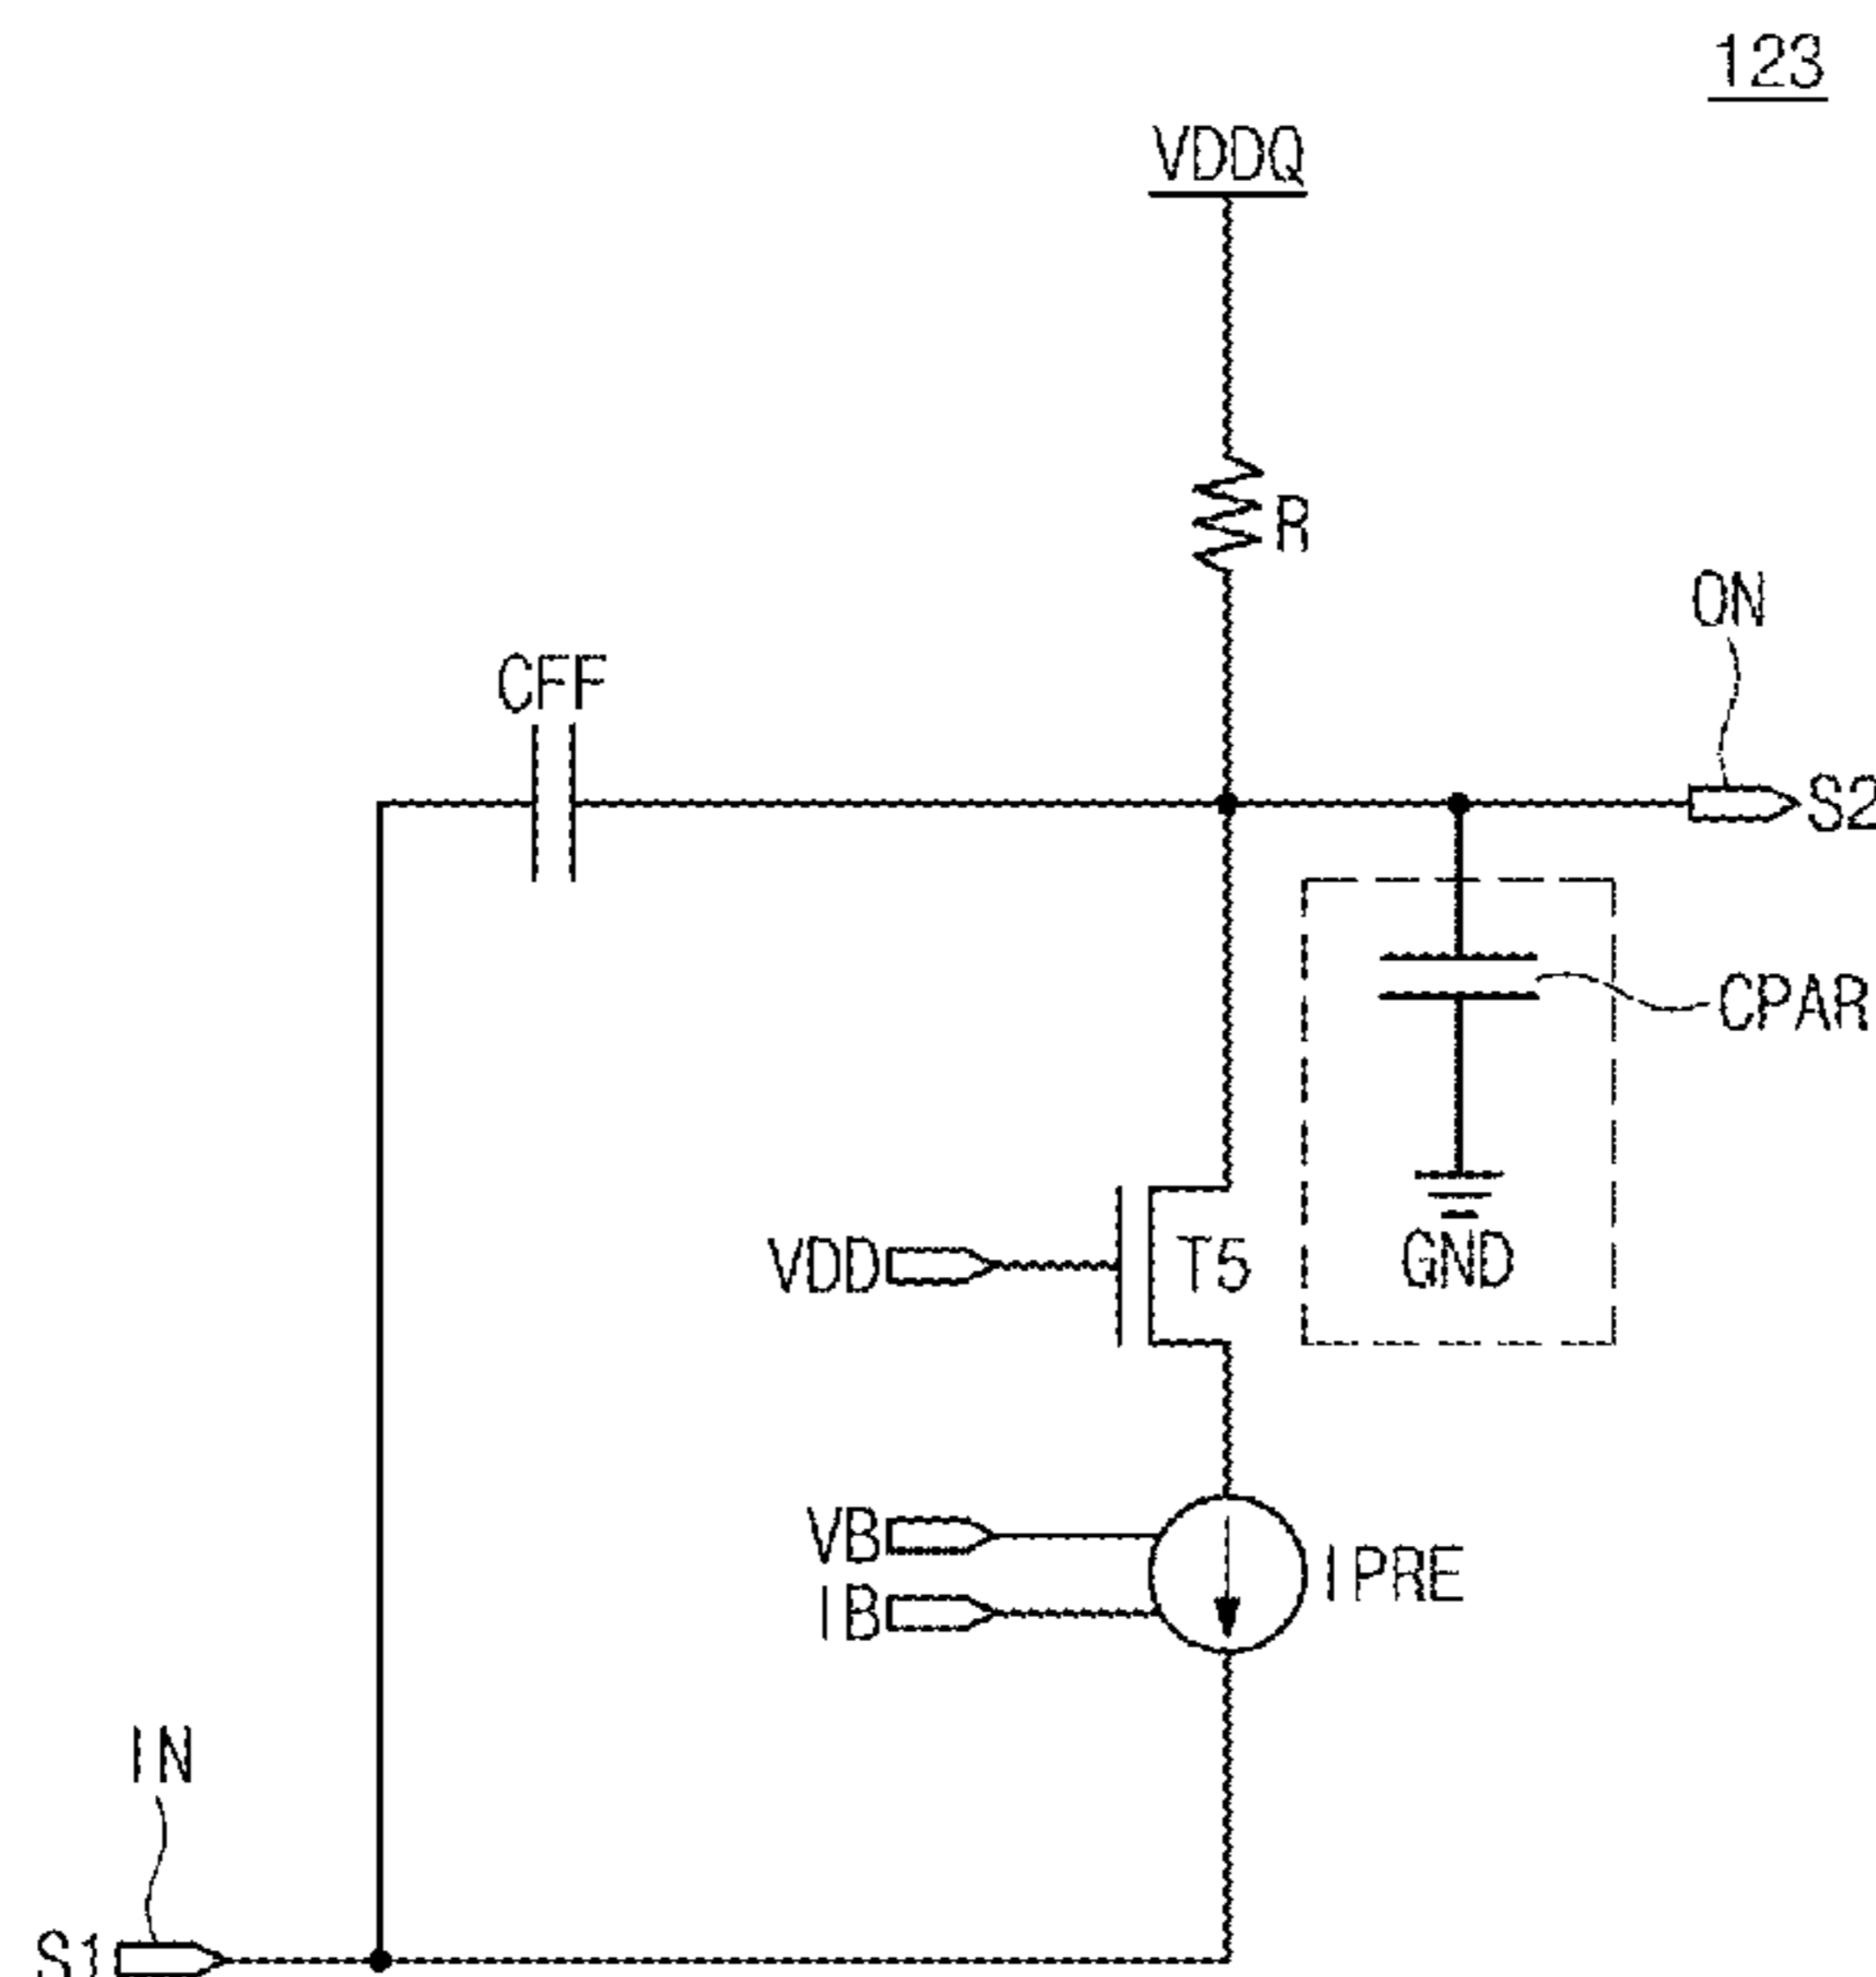 123
VDDQ
R
ON
CFF
S2
CPAR
VDD
T5
GND
VB
IPRE
IB
IN
S1